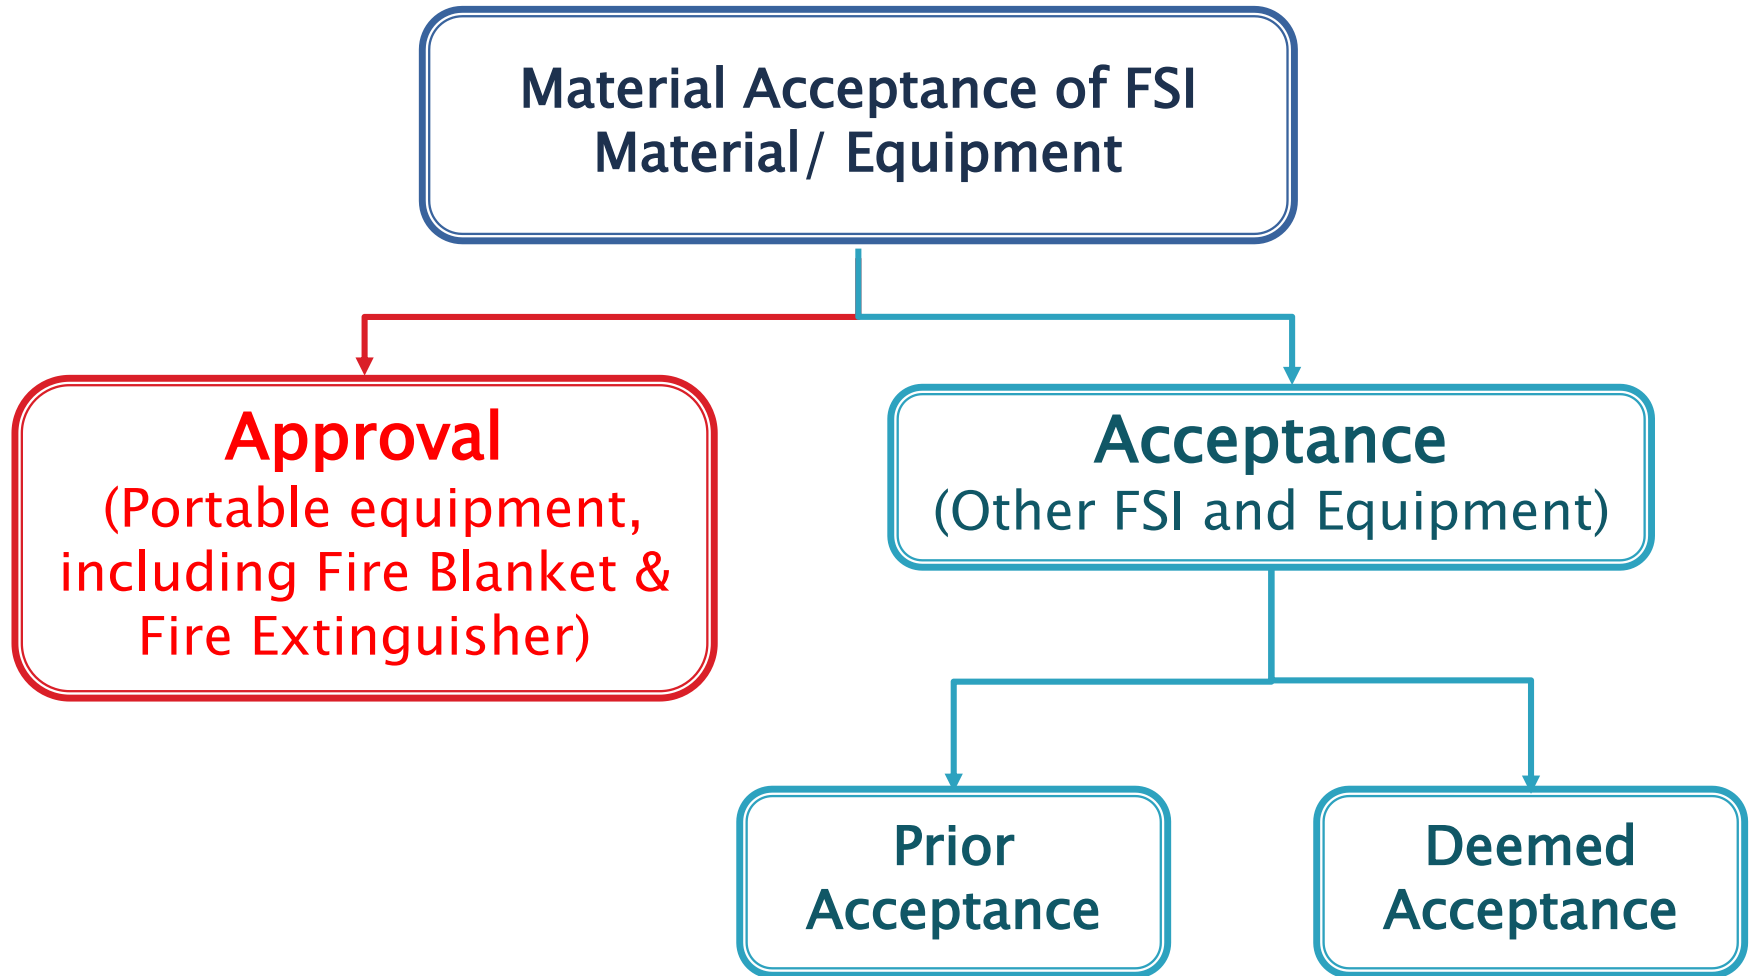 Material Acceptance of FSI
Material/ Equipment
Approval
(Portable equipment,
including Fire Blanket &
Fire Extinguisher)
Acceptance
(Other FSI and Equipment)
Prior
Acceptance
Deemed
Acceptance